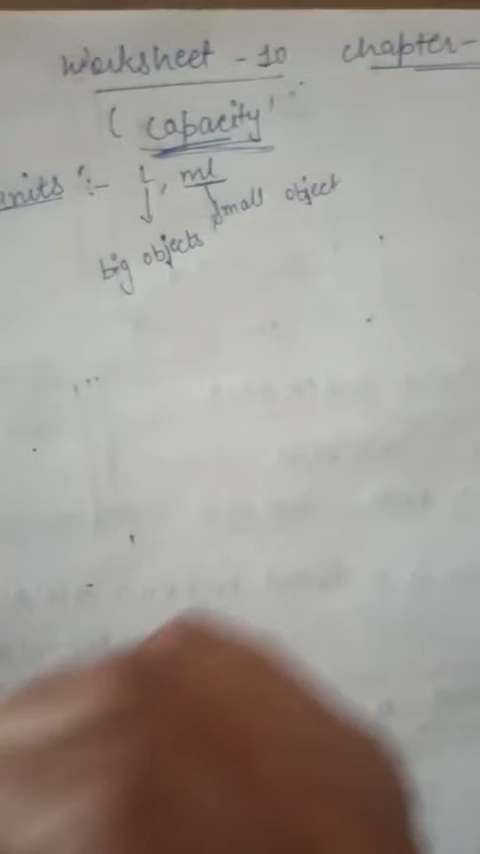 Worksheet - 10 chapter-
( Capacity
units :- L, ml
big objects small object